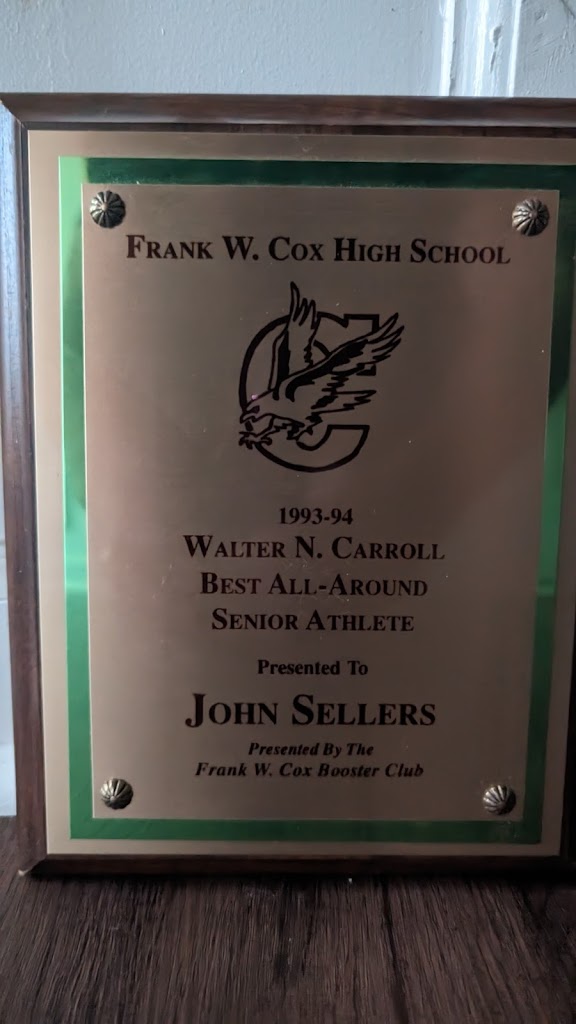 Frank W. Cox High School
C
1993-94
Walter N. Carroll
Best All-Around
Senior Athlete
Presented To
John Sellers
Presented By The
Frank W. Cox Booster Club